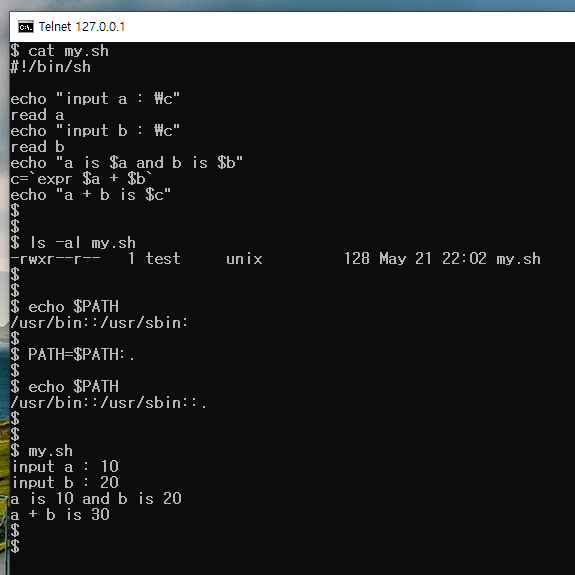 Telnet 127.0.0.1
$ cat my.sh
#!/bin/sh
echo "input a : ₩c"
read a
echo "input b : ₩c"
read b
echo "a is $a and b is $b"
c=`expr $a + $b`
echo "a + b is $c"
$
$
$ ls -al my.sh
-rwxr--r--   1 test     unix         128 May 21 22:02 my.sh
$
$
$ echo $PATH
/usr/bin::/usr/sbin:
$
$ PATH=$PATH:.
$
$ echo $PATH
/usr/bin::/usr/sbin::.
$
$
$ my.sh
input a : 10
input b : 20
a is 10 and b is 20
a + b is 30
$
$